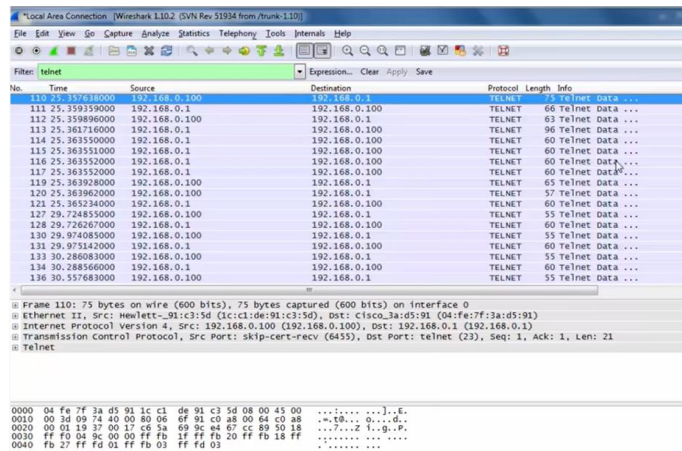 *Local Area Connection [Wireshark 1.10.2 (SVN Rev 51934 from /trunk-1.10)]
File Edit View Go Capture Analyze Statistics Telephony Tools Internals Help
Filter: telnet Expression... Clear Apply Save
No. Time Source Destination Protocol Length Info
110 25.357638000 192.168.0.100 192.168.0.1 TELNET 75 Telnet Data ...
111 25.359359000 192.168.0.1 192.168.0.100 TELNET 66 Telnet Data ...
112 25.359896000 192.168.0.100 192.168.0.1 TELNET 63 Telnet Data ...
113 25.361716000 192.168.0.1 192.168.0.100 TELNET 96 Telnet Data ...
114 25.363550000 192.168.0.1 192.168.0.100 TELNET 60 Telnet Data ...
115 25.363551000 192.168.0.1 192.168.0.100 TELNET 60 Telnet Data ...
116 25.363552000 192.168.0.1 192.168.0.100 TELNET 60 Telnet Data ...
117 25.363552000 192.168.0.1 192.168.0.100 TELNET 60 Telnet Data ...
119 25.363928000 192.168.0.100 192.168.0.1 TELNET 65 Telnet Data ...
120 25.363962000 192.168.0.100 192.168.0.1 TELNET 57 Telnet Data ...
121 25.365234000 192.168.0.1 192.168.0.100 TELNET 60 Telnet Data ...
127 29.724855000 192.168.0.100 192.168.0.1 TELNET 55 Telnet Data ...
128 29.726267000 192.168.0.1 192.168.0.100 TELNET 60 Telnet Data ...
130 29.974085000 192.168.0.100 192.168.0.1 TELNET 55 Telnet Data ...
131 29.975142000 192.168.0.1 192.168.0.100 TELNET 60 Telnet Data ...
133 30.286083000 192.168.0.100 192.168.0.1 TELNET 55 Telnet Data ...
134 30.288566000 192.168.0.1 192.168.0.100 TELNET 60 Telnet Data ...
136 30.557683000 192.168.0.100 192.168.0.1 TELNET 55 Telnet Data ...
Frame 110: 75 bytes on wire (600 bits), 75 bytes captured (600 bits) on interface 0
Ethernet II, Src: Hewlett-_91:c3:5d (1c:c1:de:91:c3:5d), Dst: Cisco_3a:d5:91 (04:fe:7f:3a:d5:91)
Internet Protocol Version 4, Src: 192.168.0.100 (192.168.0.100), Dst: 192.168.0.1 (192.168.0.1)
Transmission Control Protocol, Src Port: skip-cert-recv (6455), Dst Port: telnet (23), Seq: 1, Ack: 1, Len: 21
Telnet
0000 04 fe 7f 3a d5 91 1c c1 de 91 c3 5d 08 00 45 00 ...:.... ...]..E.
0010 00 3d 09 74 40 00 80 06 6f 91 c0 a8 00 64 c0 a8 .=.t@... o....d..
0020 00 01 19 37 00 17 c6 5a 69 9c e4 67 cc 89 50 18 ...7...Z i..g..P.
0030 ff f0 04 9c 00 00 ff fb 1f ff fb 20 ff fb 18 ff ........ ... ....
0040 fb 27 ff fd 01 ff fb 03 ff fd 03 .'...... ...